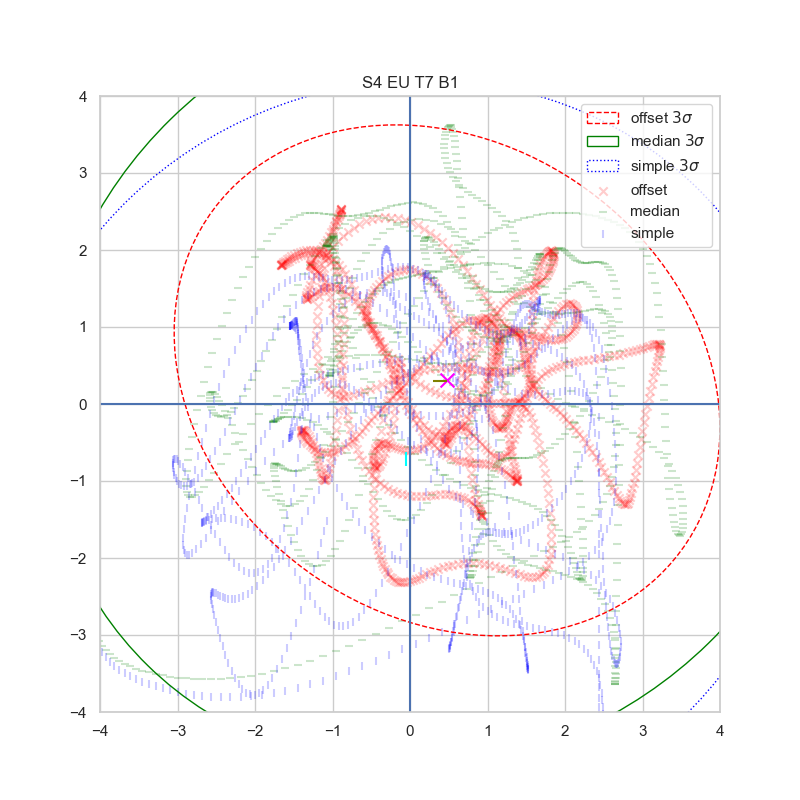 S4 EU T7 B1
offset 3σ
median 3σ
simple 3σ
offset
median
simple
4
3
2
1
0
−1
−2
−3
−4
−4 −3 −2 −1 0 1 2 3 4